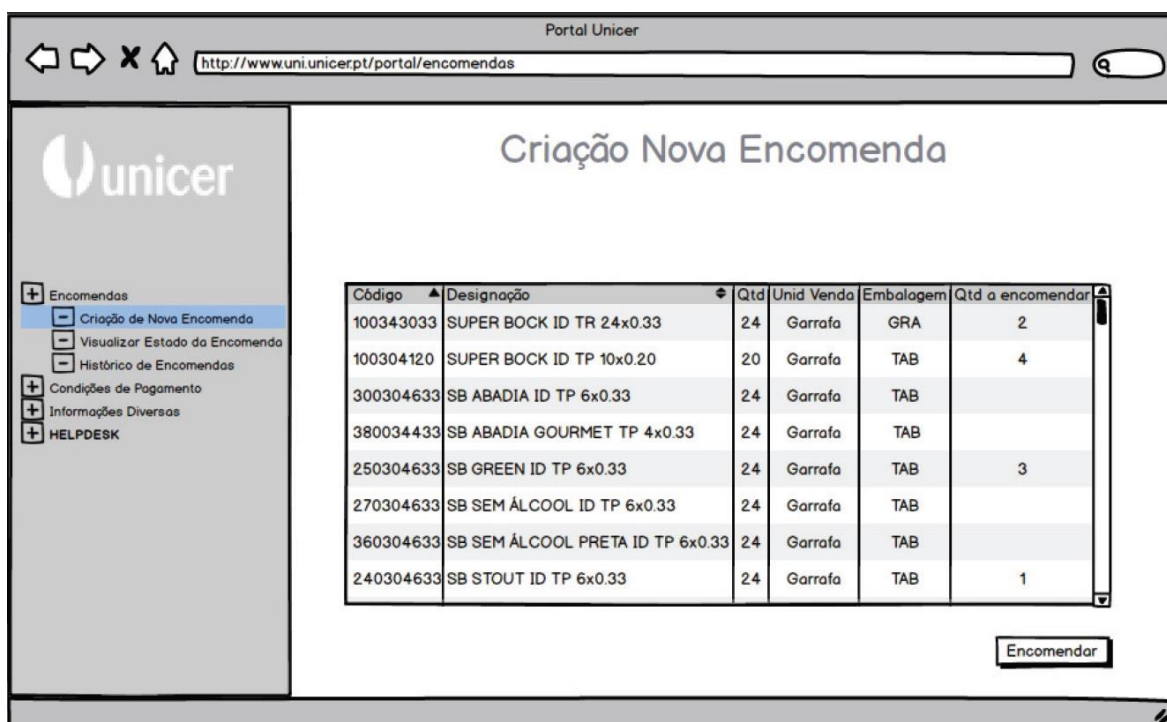 Portal Unicer
http://www.uni.unicer.pt/portal/encomendas
unicer
Criação Nova Encomenda
+ Encomendas
- Criação de Nova Encomenda
- Visualizar Estado da Encomenda
- Histórico de Encomendas
+ Condições de Pagamento
+ Informações Diversas
+ HELPDESK
Código Designação Qtd Unid Venda Embalagem Qtd a encomendar
100343033 SUPER BOCK ID TR 24x0.33 24 Garrafa GRA 2
100304120 SUPER BOCK ID TP 10x0.20 20 Garrafa TAB 4
300304633 SB ABADIA ID TP 6x0.33 24 Garrafa TAB
380034433 SB ABADIA GOURMET TP 4x0.33 24 Garrafa TAB
250304633 SB GREEN ID TP 6x0.33 24 Garrafa TAB 3
270304633 SB SEM ÁLCOOL ID TP 6x0.33 24 Garrafa TAB
360304633 SB SEM ÁLCOOL PRETA ID TP 6x0.33 24 Garrafa TAB
240304633 SB STOUT ID TP 6x0.33 24 Garrafa TAB 1
Encomendar